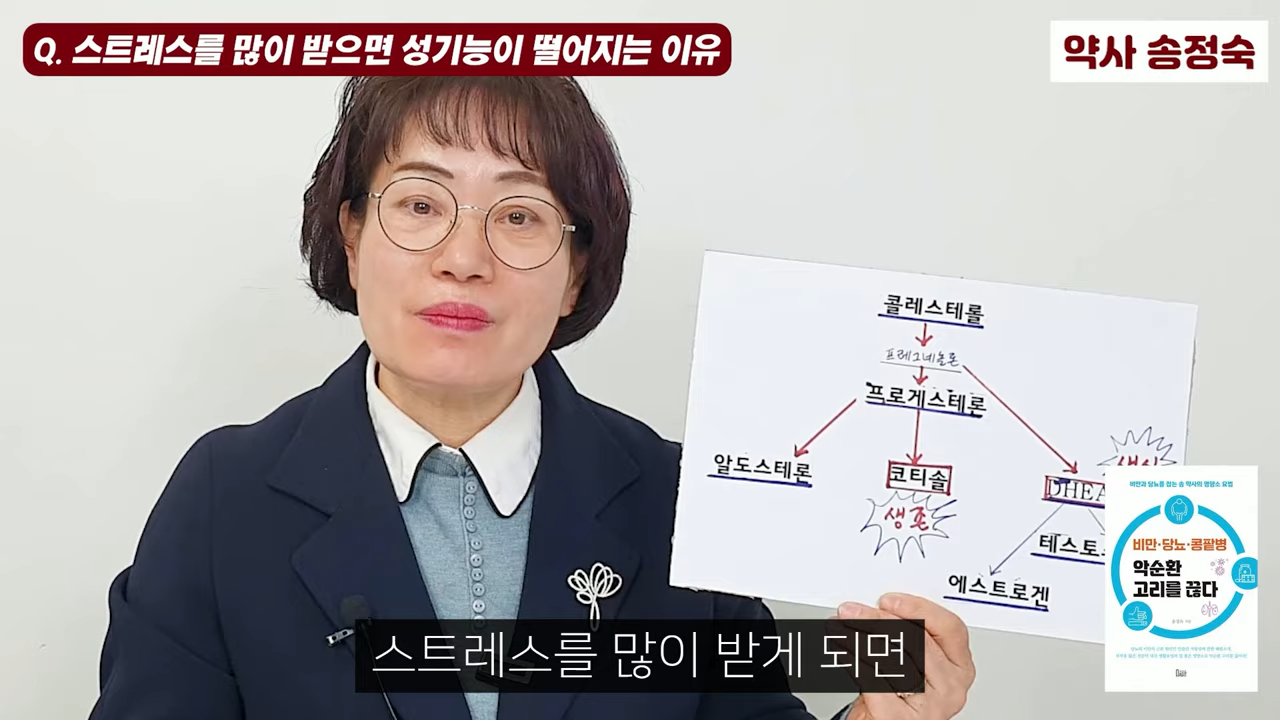 Q. 스트레스를 많이 받으면 성기능이 떨어지는 이유
약사 송정숙
콜레스테롤
프레그네놀론
프로게스테론
알도스테론
코티솔
생존
DHEA
에스트로겐
비만과 당뇨를 잡는 송 약사의 영양소 요법
비만·당뇨·콩팥병
악순환
고리를 끊다
스트레스를 많이 받게 되면